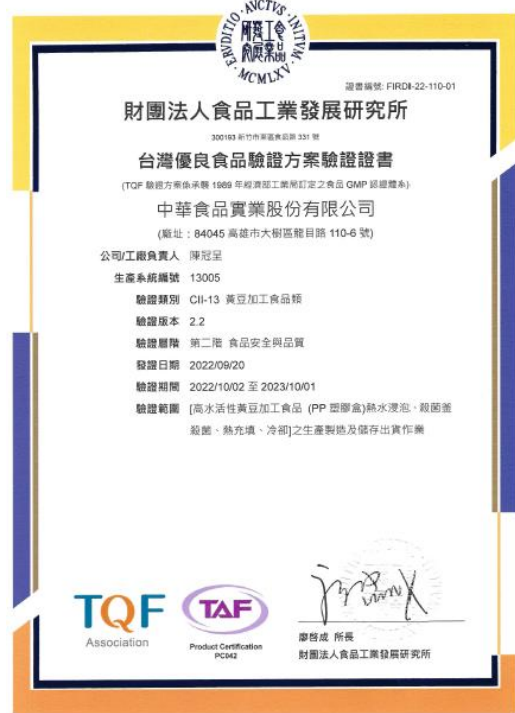 ERVDITIO·AVCTVS·INITVM·MCMLXV
證書編號: FIRDI-22-110-01
財團法人食品工業發展研究所
300193 新竹市東區食品路 331 號
台灣優良食品驗證方案驗證證書
(TQF 驗證方案係承襲 1989 年經濟部工業局訂定之食品 GMP 認證體系)
中華食品實業股份有限公司
(廠址:84045 高雄市大樹區龍目路 110-6 號)
公司/工廠負責人 陳冠呈
生產系統編號 13005
驗證類別 CII-13 黃豆加工食品類
驗證版本 2.2
驗證層階 第二階 食品安全與品質
發證日期 2022/09/20
驗證期間 2022/10/02 至 2023/10/01
驗證範圍 [高水活性黃豆加工食品 (PP 塑膠盒)熱水浸泡、殺菌釜
殺菌、熱充填、冷卻]之生產製造及儲存出貨作業
TQF
Association
TAF
Product Certification
PC042
廖啓成 所長
財團法人食品工業發展研究所